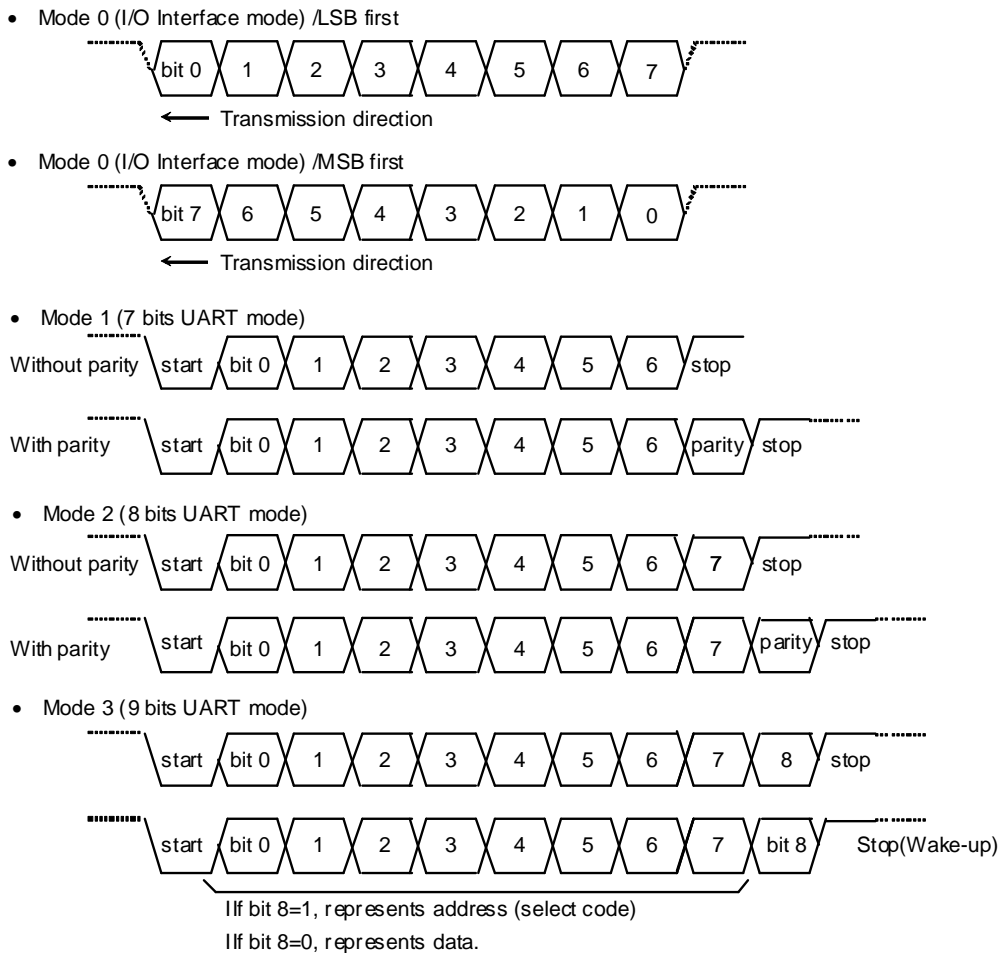 • Mode 0 (I/O Interface mode) /LSB first
bit 0 1 2 3 4 5 6 7
Transmission direction
• Mode 0 (I/O Interface mode) /MSB first
bit 7 6 5 4 3 2 1 0
Transmission direction
• Mode 1 (7 bits UART mode)
Without parity start bit 0 1 2 3 4 5 6 stop
With parity start bit 0 1 2 3 4 5 6 parity stop
• Mode 2 (8 bits UART mode)
Without parity start bit 0 1 2 3 4 5 6 7 stop
With parity start bit 0 1 2 3 4 5 6 7 parity stop
• Mode 3 (9 bits UART mode)
start bit 0 1 2 3 4 5 6 7 8 stop
start bit 0 1 2 3 4 5 6 7 bit 8 Stop(Wake-up)
IIf bit 8=1, represents address (select code)
IIf bit 8=0, represents data.